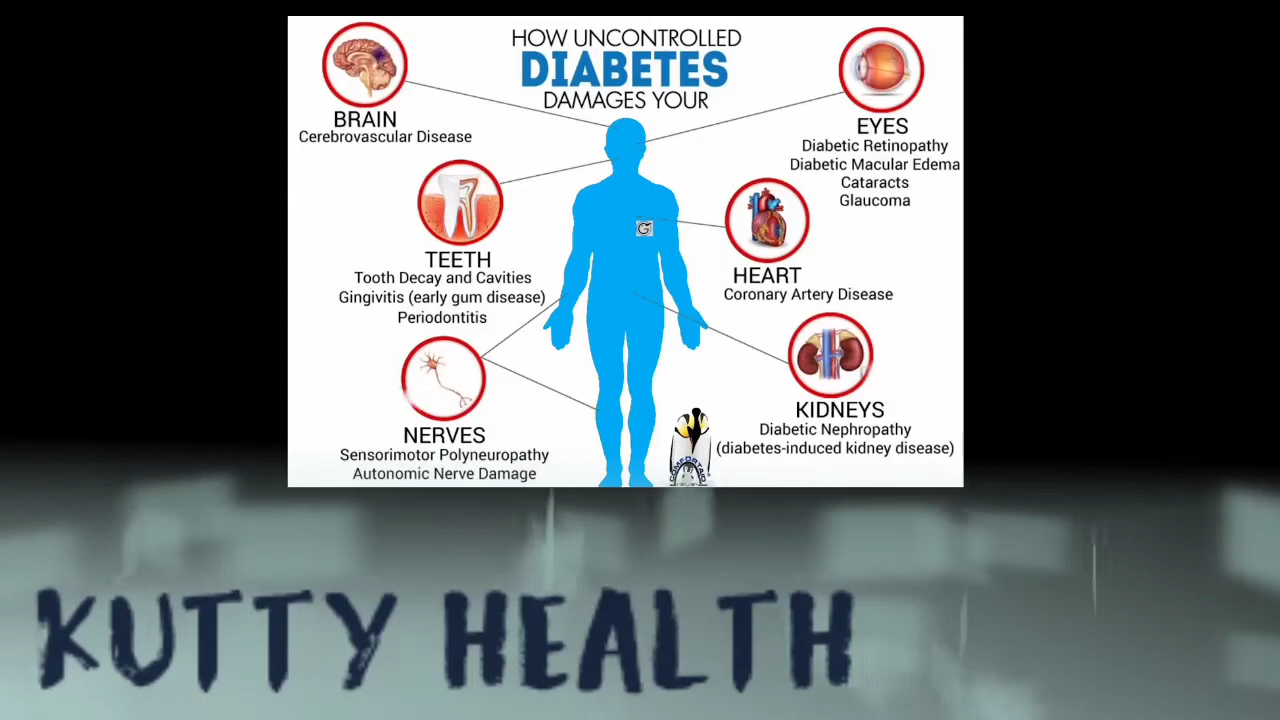 HOW UNCONTROLLED
DIABETES
DAMAGES YOUR
BRAIN
Cerebrovascular Disease
EYES
Diabetic Retinopathy
Diabetic Macular Edema
Cataracts
Glaucoma
TEETH
Tooth Decay and Cavities
Gingivitis (early gum disease)
Periodontitis
HEART
Coronary Artery Disease
NERVES
Sensorimotor Polyneuropathy
Autonomic Nerve Damage
KIDNEYS
Diabetic Nephropathy
(diabetes-induced kidney disease)
COMFORTAID
KUTTY HEALTH